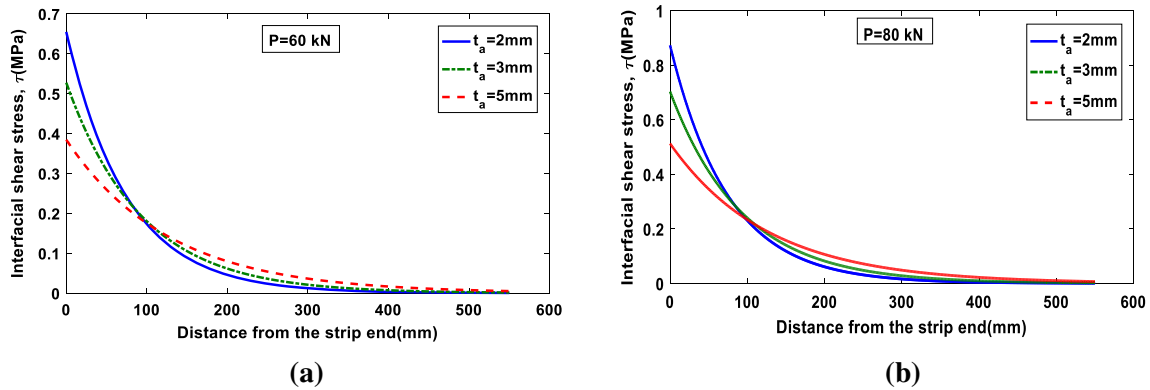 P=60 kN
t_a=2mm
t_a=3mm
t_a=5mm
Interfacial shear stress, τ(MPa)
0.7
0.6
0.5
0.4
0.3
0.2
0.1
0
0 100 200 300 400 500 600
Distance from the strip end(mm)
(a)
P=80 kN
t_a=2mm
t_a=3mm
t_a=5mm
Interfacial shear stress, τ(MPa)
1
0.8
0.6
0.4
0.2
0
0 100 200 300 400 500 600
Distance from the strip end(mm)
(b)